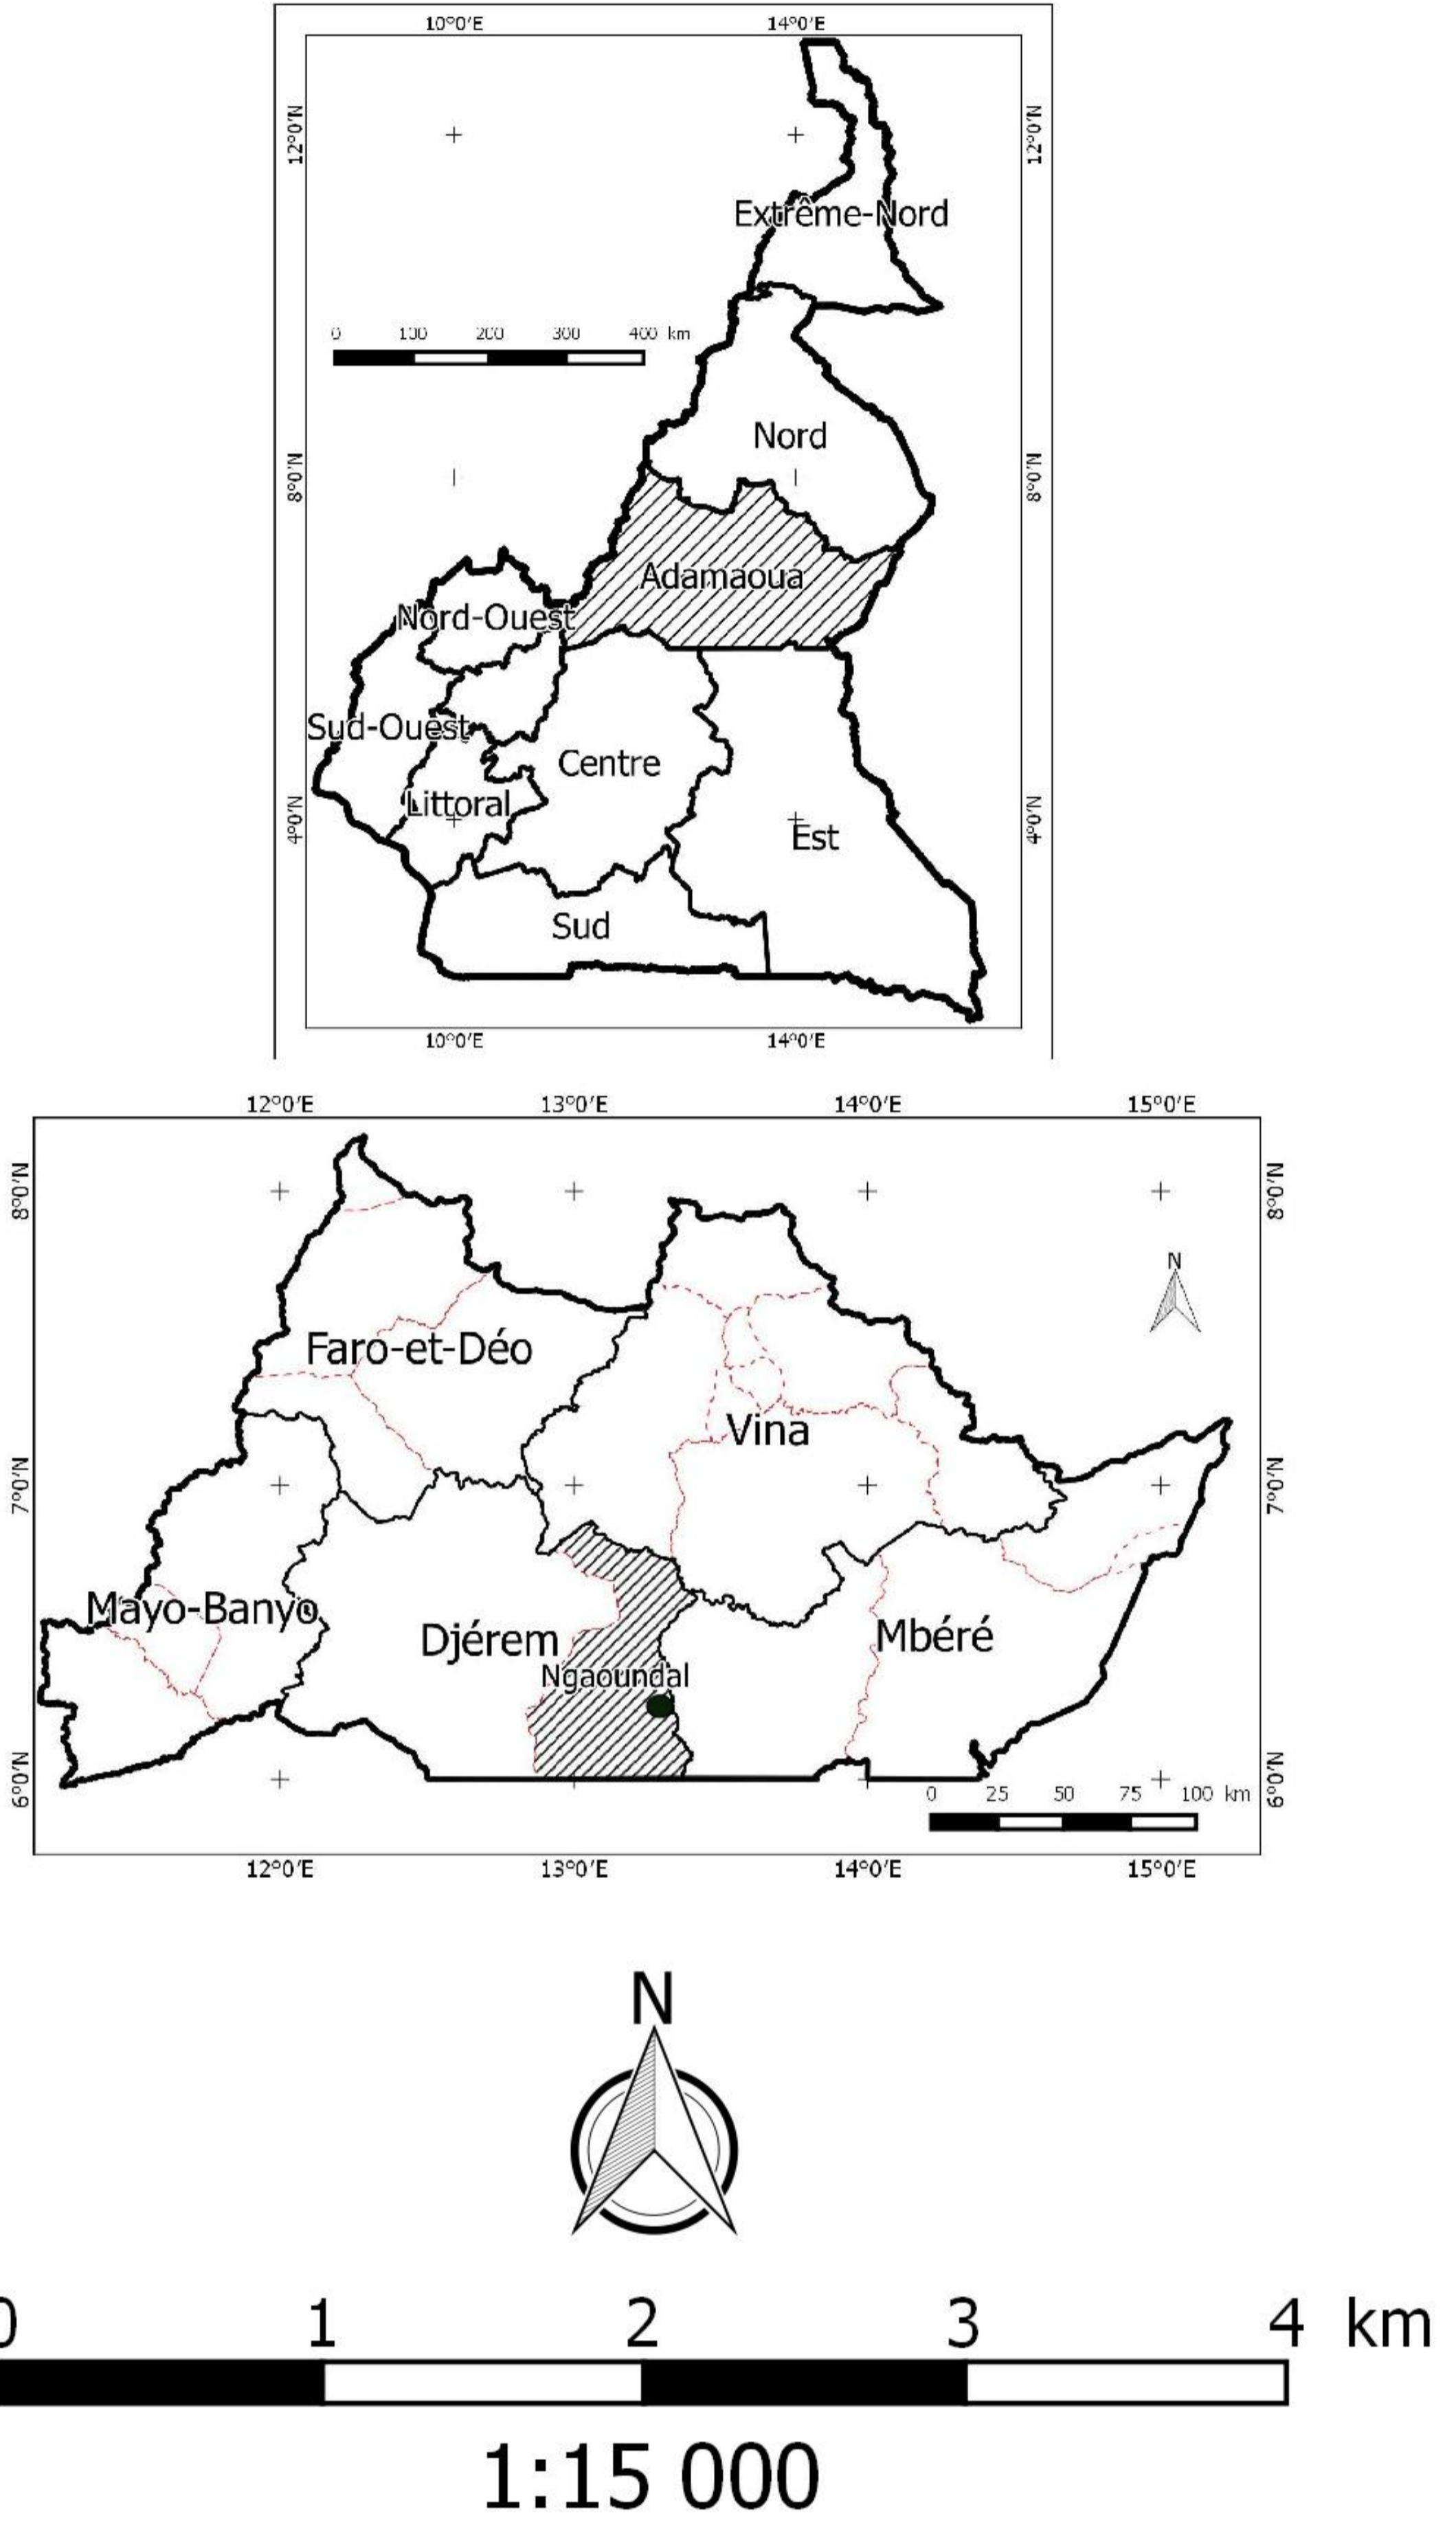 10°0'E 14°0'E
12°0'N 12°0'N
Extrême-Nord
0 100 200 300 400 km
Nord
8°0'N 8°0'N
Adamaoua
Nord-Ouest
Sud-Ouest
Centre
Littoral
4°0'N 4°0'N
Est
Sud
10°0'E 14°0'E
12°0'E 13°0'E 14°0'E 15°0'E
8°0'N 8°0'N
N
Faro-et-Déo
Vina
7°0'N 7°0'N
Mayo-Banyo
Djérem
Mbéré
Ngaoundal
6°0'N 6°0'N
0 25 50 75 100 km
12°0'E 13°0'E 14°0'E 15°0'E
N
0 1 2 3 4 km
1:15 000